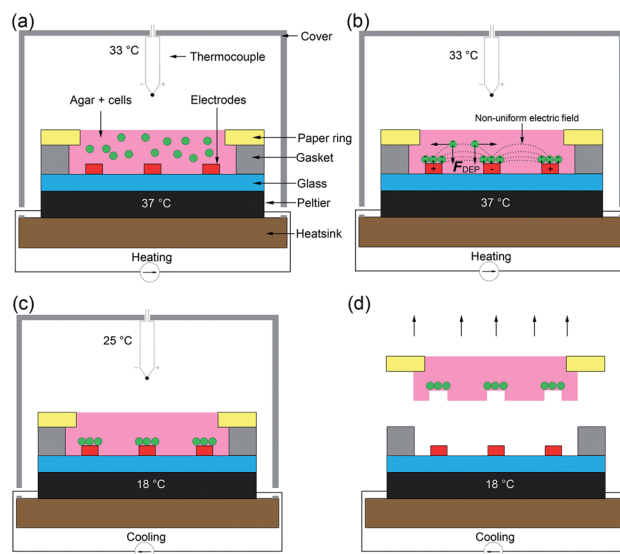 (a)
33 °C
Cover
Thermocouple
- +
Agar + cells
Electrodes
Paper ring
Gasket
Glass
37 °C
Peltier
Heatsink
Heating
(b)
33 °C
- +
Non-uniform electric field
FDEP
+ - +
37 °C
Heating
(c)
25 °C
- +
18 °C
Cooling
(d)
18 °C
Cooling